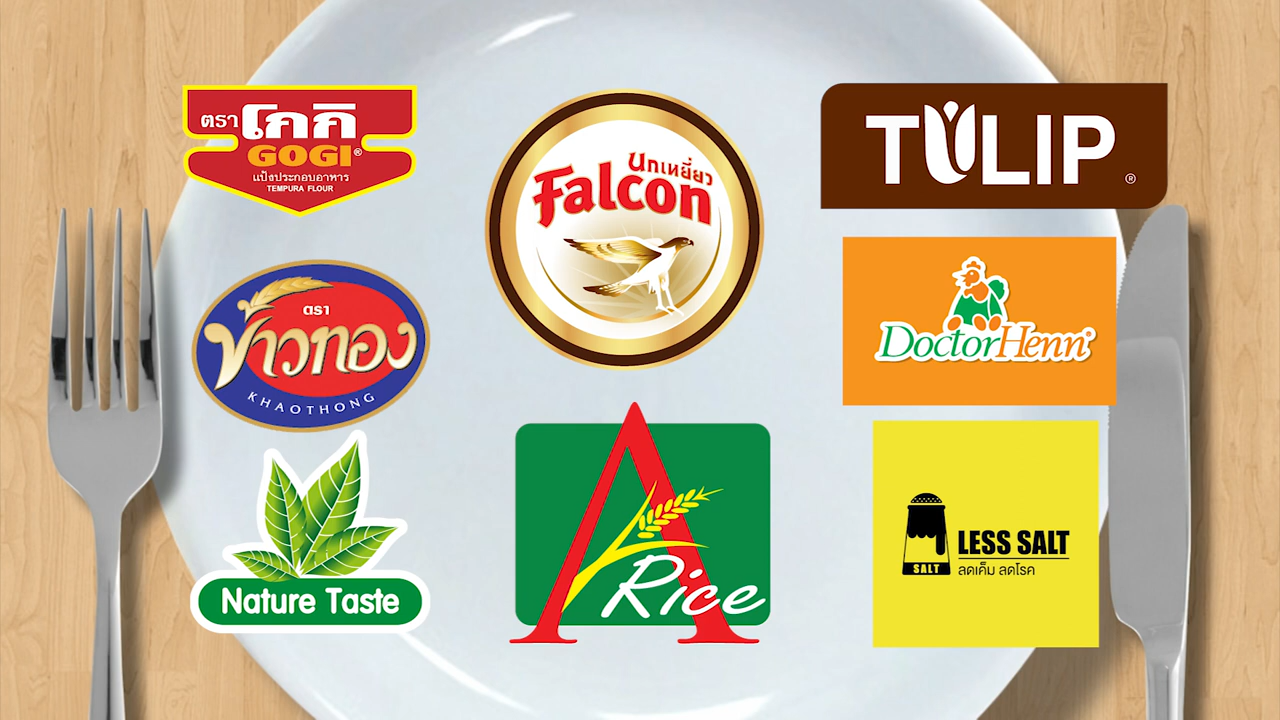 ตรา โกกิ
GOGI®
แป้งประกอบอาหาร
TEMPURA FLOUR
นกเหยี่ยว
Falcon
TULIP ®
ตรา
ข้าวทอง
KHAOTHONG
DoctorHenn®
Nature Taste
A Rice
SALT
LESS SALT
ลดเค็ม ลดโรค